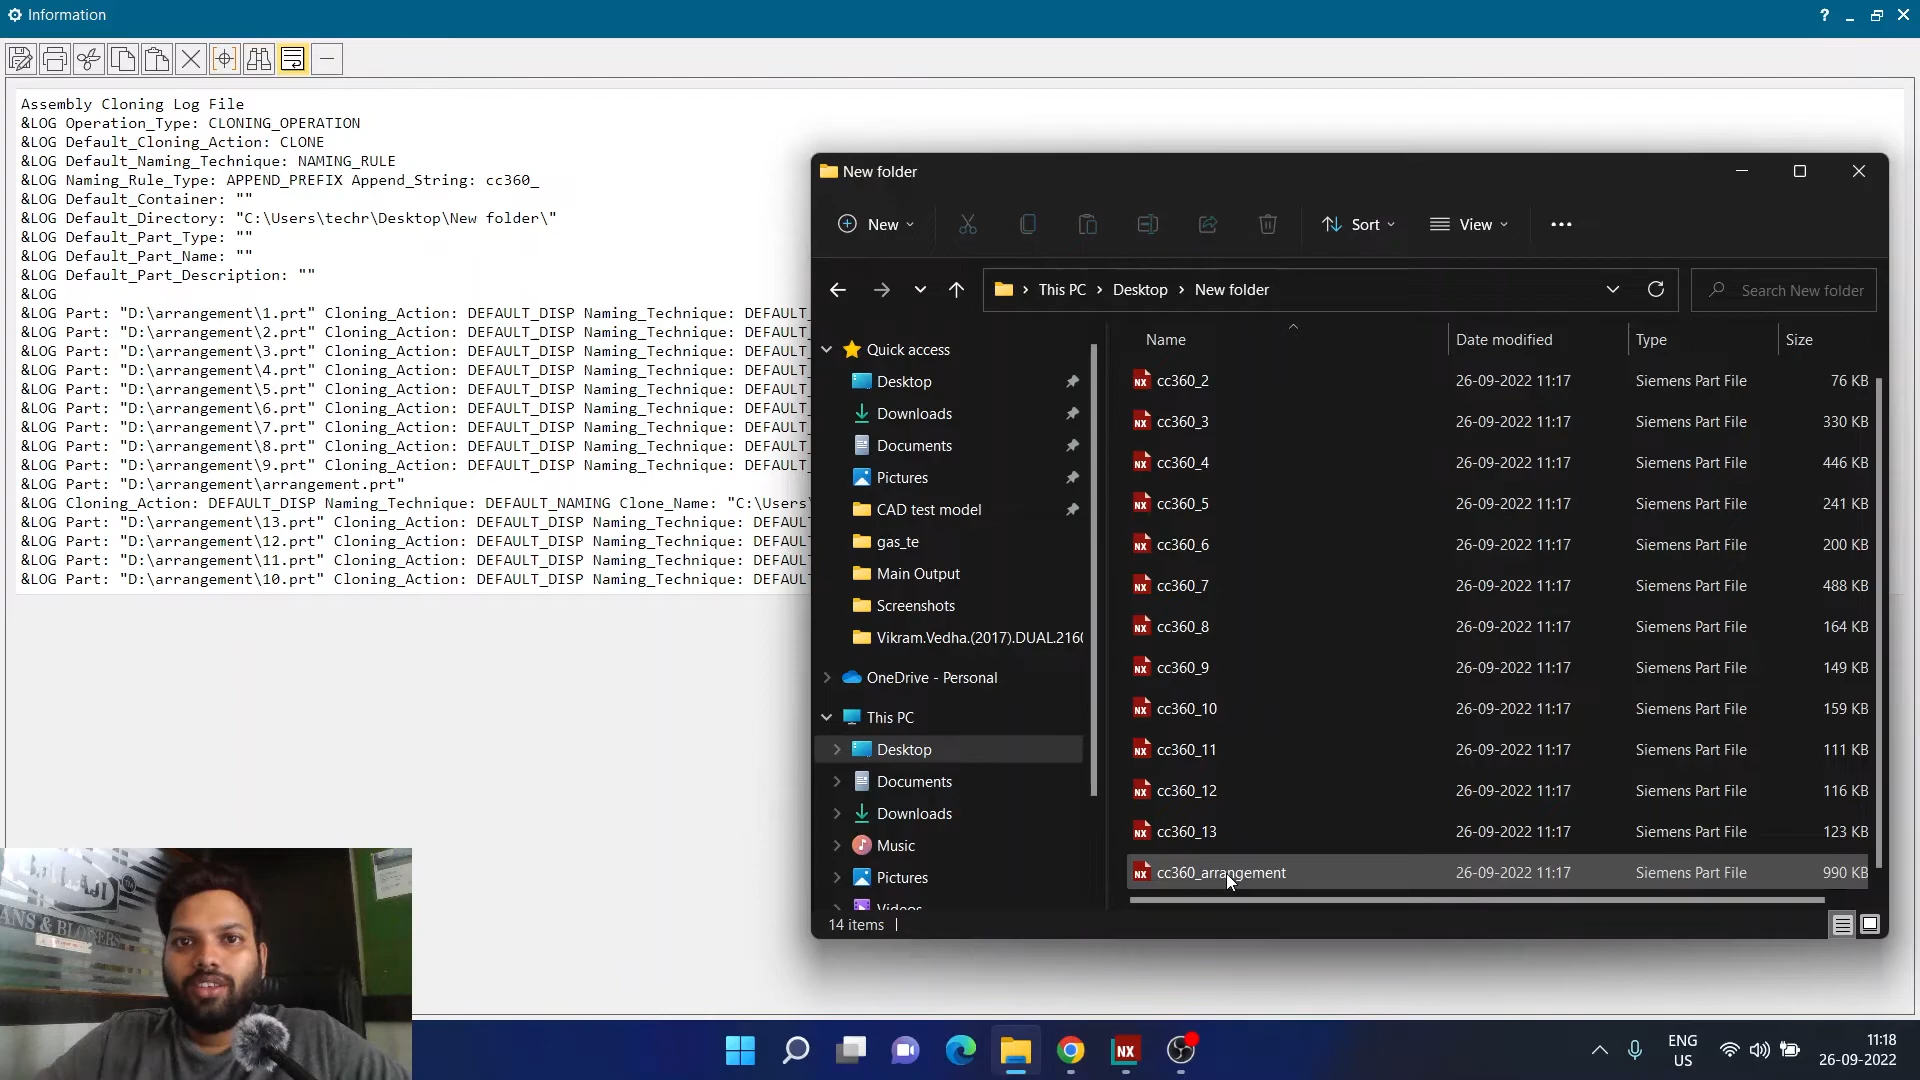 Information
Assembly Cloning Log File
&LOG Operation_Type: CLONING_OPERATION
&LOG Default_Cloning_Action: CLONE
&LOG Default_Naming_Technique: NAMING_RULE
&LOG Naming_Rule_Type: APPEND_PREFIX Append_String: cc360_
&LOG Default_Container: ""
&LOG Default_Directory: "C:\Users\techr\Desktop\New folder\"
&LOG Default_Part_Type: ""
&LOG Default_Part_Name: ""
&LOG Default_Part_Description: ""
&LOG
&LOG Part: "D:\arrangement\1.prt" Cloning_Action: DEFAULT_DISP Naming_Technique: DEFAULT_
&LOG Part: "D:\arrangement\2.prt" Cloning_Action: DEFAULT_DISP Naming_Technique: DEFAULT_
&LOG Part: "D:\arrangement\3.prt" Cloning_Action: DEFAULT_DISP Naming_Technique: DEFAULT_
&LOG Part: "D:\arrangement\4.prt" Cloning_Action: DEFAULT_DISP Naming_Technique: DEFAULT_
&LOG Part: "D:\arrangement\5.prt" Cloning_Action: DEFAULT_DISP Naming_Technique: DEFAULT_
&LOG Part: "D:\arrangement\6.prt" Cloning_Action: DEFAULT_DISP Naming_Technique: DEFAULT_
&LOG Part: "D:\arrangement\7.prt" Cloning_Action: DEFAULT_DISP Naming_Technique: DEFAULT_
&LOG Part: "D:\arrangement\8.prt" Cloning_Action: DEFAULT_DISP Naming_Technique: DEFAULT_
&LOG Part: "D:\arrangement\9.prt" Cloning_Action: DEFAULT_DISP Naming_Technique: DEFAULT_
&LOG Part: "D:\arrangement\arrangement.prt"
&LOG Cloning_Action: DEFAULT_DISP Naming_Technique: DEFAULT_NAMING Clone_Name: "C:\Users\
&LOG Part: "D:\arrangement\13.prt" Cloning_Action: DEFAULT_DISP Naming_Technique: DEFAULT
&LOG Part: "D:\arrangement\12.prt" Cloning_Action: DEFAULT_DISP Naming_Technique: DEFAULT
&LOG Part: "D:\arrangement\11.prt" Cloning_Action: DEFAULT_DISP Naming_Technique: DEFAULT
&LOG Part: "D:\arrangement\10.prt" Cloning_Action: DEFAULT_DISP Naming_Technique: DEFAULT
New folder
New Sort View
This PC > Desktop > New folder
Search New folder
Quick access
Desktop
Downloads
Documents
Pictures
CAD test model
gas_te
Main Output
Screenshots
Vikram.Vedha.(2017).DUAL.2160
OneDrive - Personal
This PC
Desktop
Documents
Downloads
Music
Pictures
Videos
Name Date modified Type Size
cc360_2 26-09-2022 11:17 Siemens Part File 76 KB
cc360_3 26-09-2022 11:17 Siemens Part File 330 KB
cc360_4 26-09-2022 11:17 Siemens Part File 446 KB
cc360_5 26-09-2022 11:17 Siemens Part File 241 KB
cc360_6 26-09-2022 11:17 Siemens Part File 200 KB
cc360_7 26-09-2022 11:17 Siemens Part File 488 KB
cc360_8 26-09-2022 11:17 Siemens Part File 164 KB
cc360_9 26-09-2022 11:17 Siemens Part File 149 KB
cc360_10 26-09-2022 11:17 Siemens Part File 159 KB
cc360_11 26-09-2022 11:17 Siemens Part File 111 KB
cc360_12 26-09-2022 11:17 Siemens Part File 116 KB
cc360_13 26-09-2022 11:17 Siemens Part File 123 KB
cc360_arrangement 26-09-2022 11:17 Siemens Part File 990 KB
14 items
ANS & BLOWERS
NX
ENG
US
11:18
26-09-2022